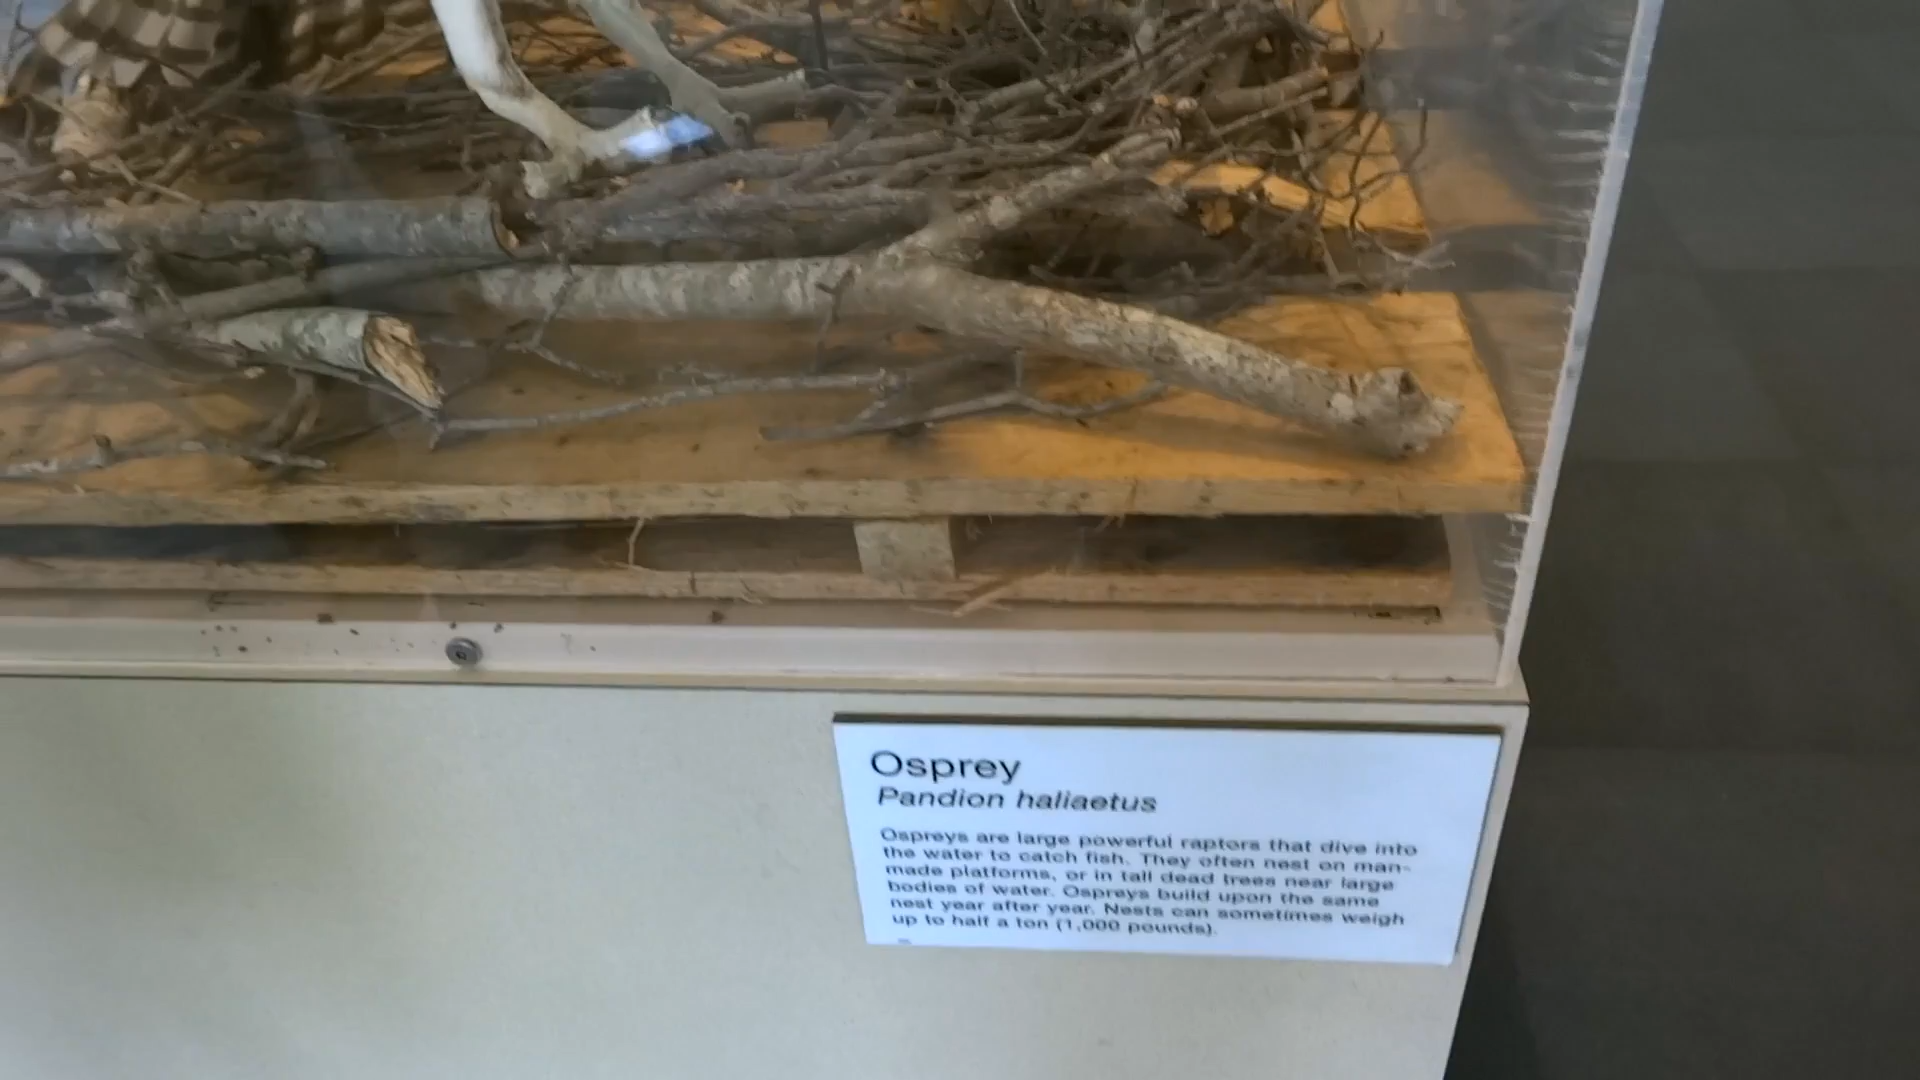 Osprey
Pandion haliaetus
Ospreys are large powerful raptors that dive into
the water to catch fish. They often nest on man-
made platforms, or in tall dead trees near large
bodies of water. Ospreys build upon the same
nest year after year. Nests can sometimes weigh
up to half a ton (1,000 pounds).